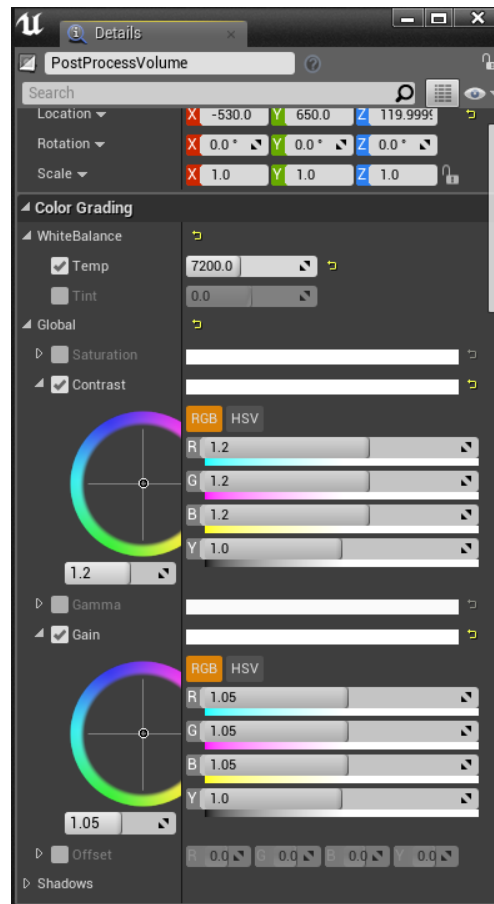 Details
PostProcessVolume
Search
Location X -530.0 Y 650.0 Z 119.9999
Rotation X 0.0 ° Y 0.0 ° Z 0.0 °
Scale X 1.0 Y 1.0 Z 1.0
Color Grading
WhiteBalance
Temp 7200.0
Tint 0.0
Global
Saturation
Contrast
RGB HSV
R 1.2
G 1.2
B 1.2
Y 1.0
1.2
Gamma
Gain
RGB HSV
R 1.05
G 1.05
B 1.05
Y 1.0
1.05
Offset R 0.0 G 0.0 B 0.0 Y 0.0
Shadows